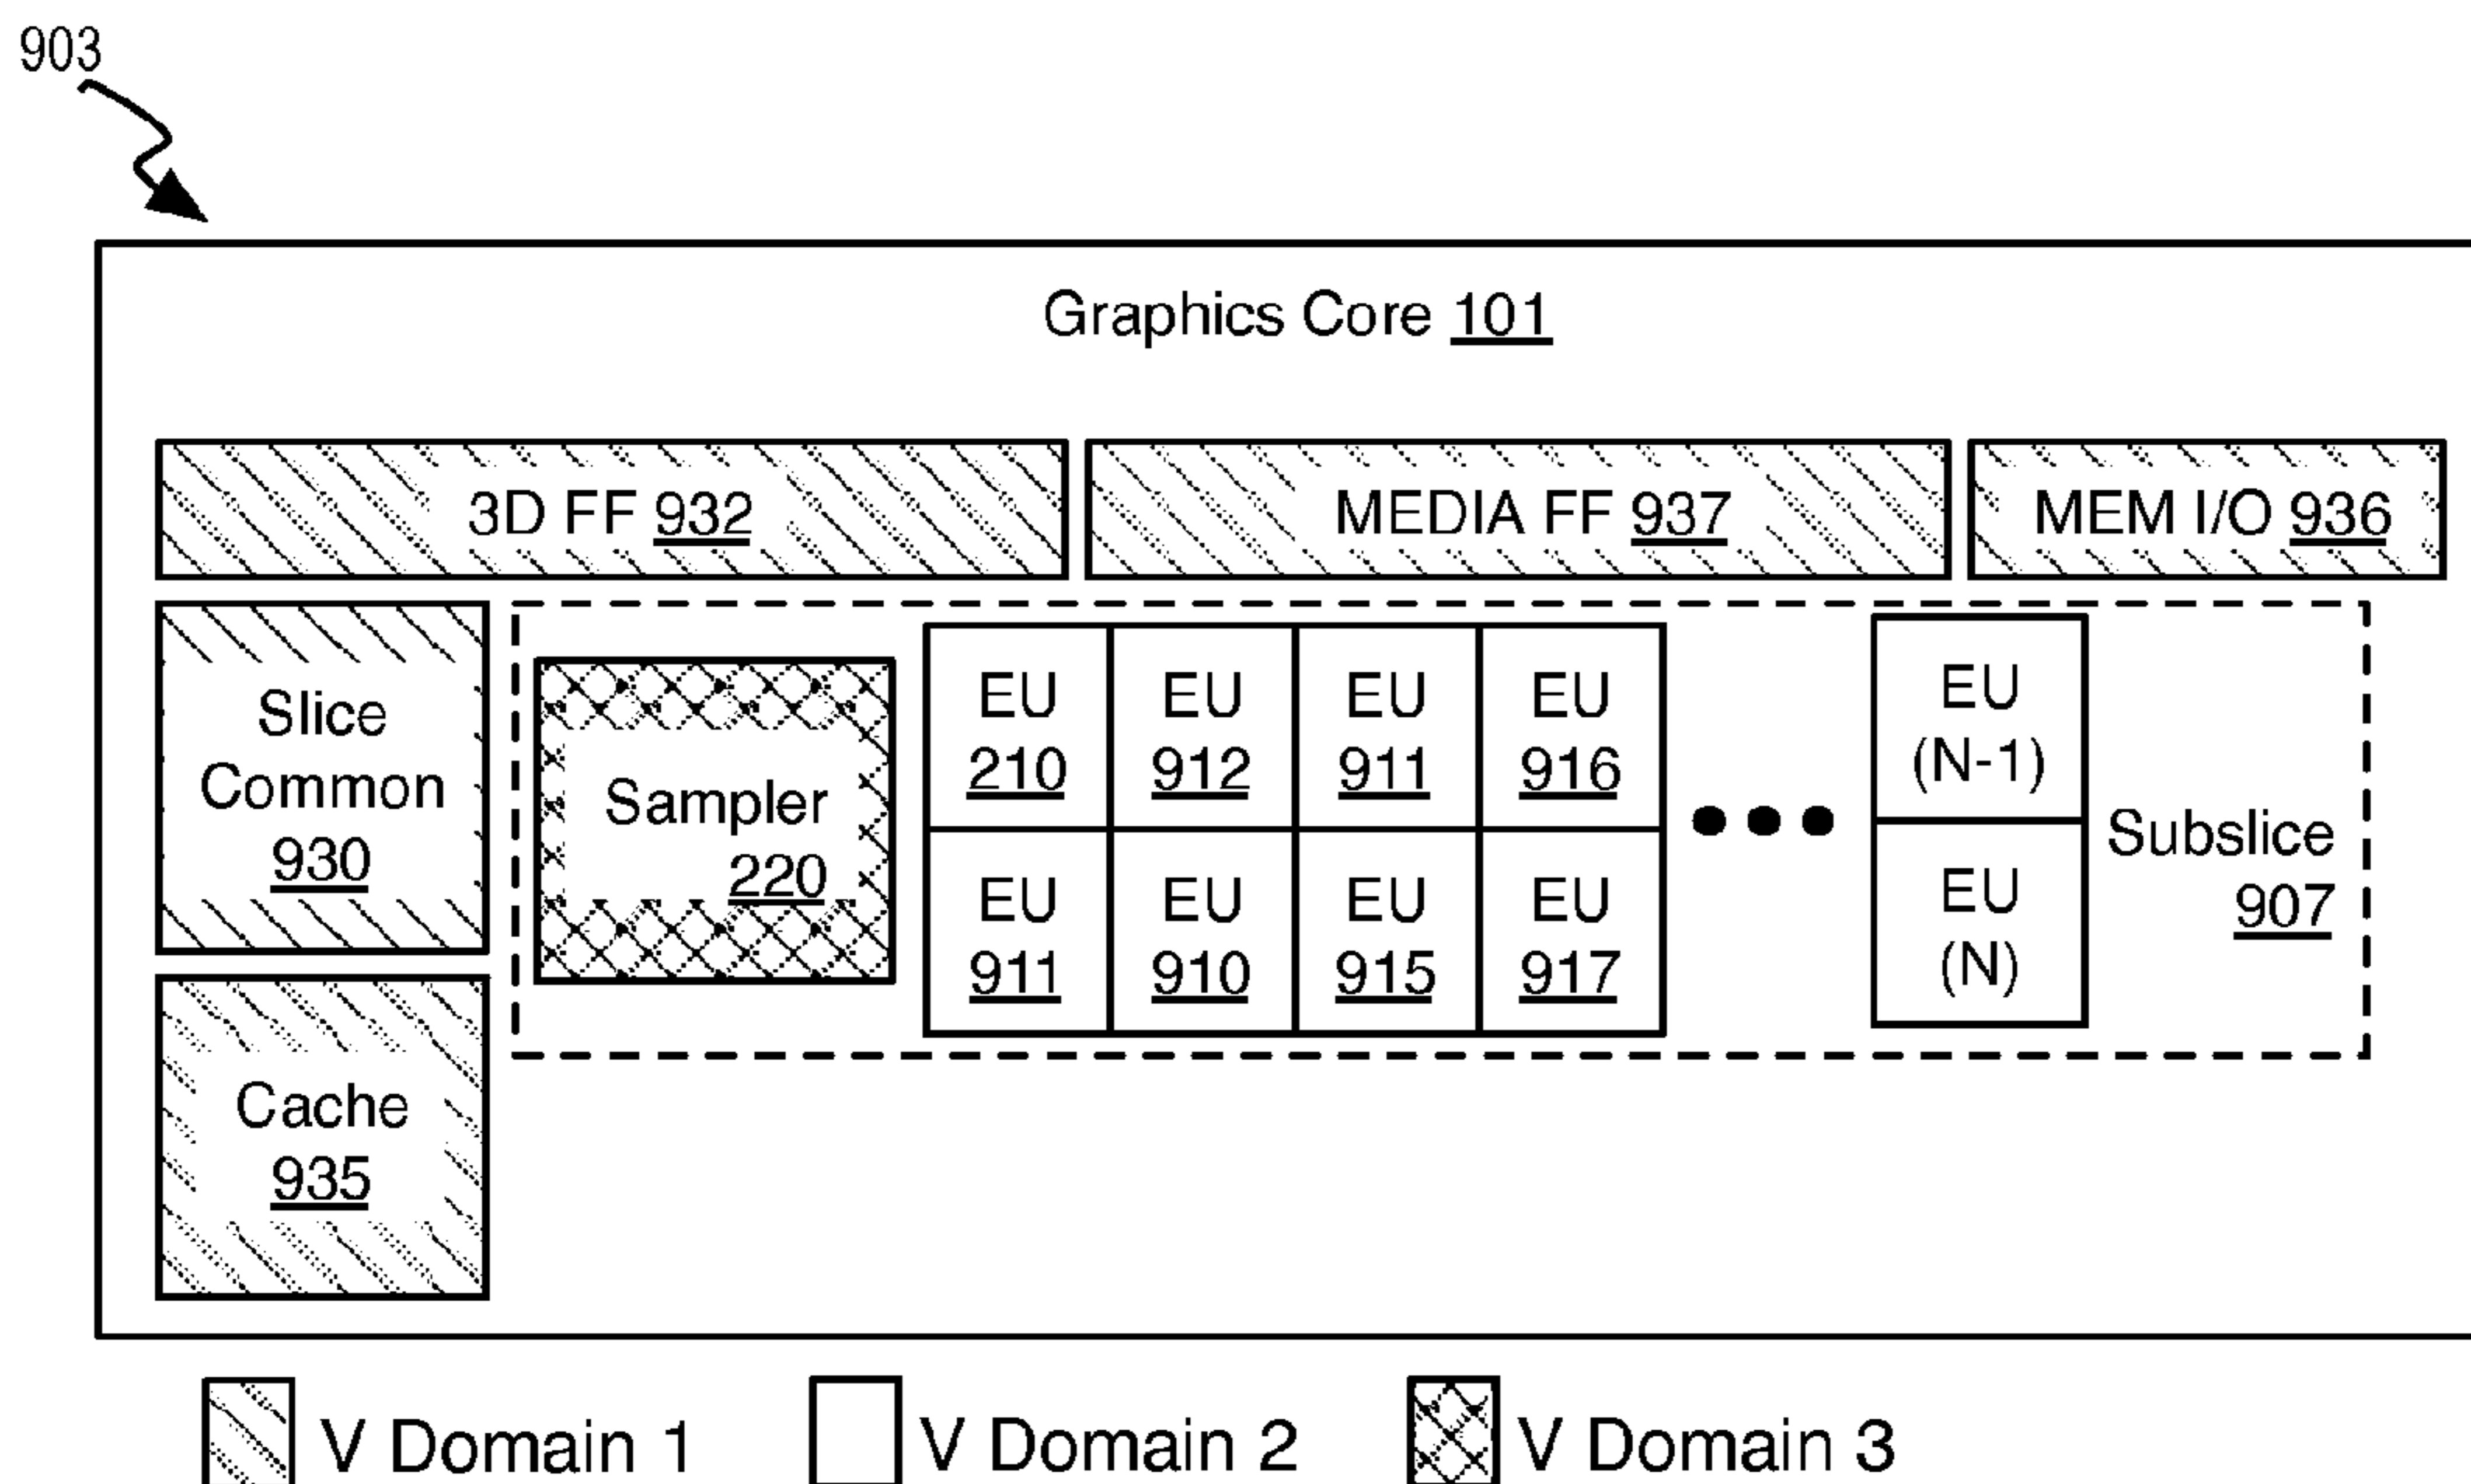 903
Graphics Core 101
3D FF 932
MEDIA FF 937
MEM I/O 936
Slice
Common
930
Sampler
220
EU
210
EU
912
EU
911
EU
916
EU
911
EU
910
EU
915
EU
917
EU
(N-1)
EU
(N)
Subslice
907
Cache
935
V Domain 1
V Domain 2
V Domain 3